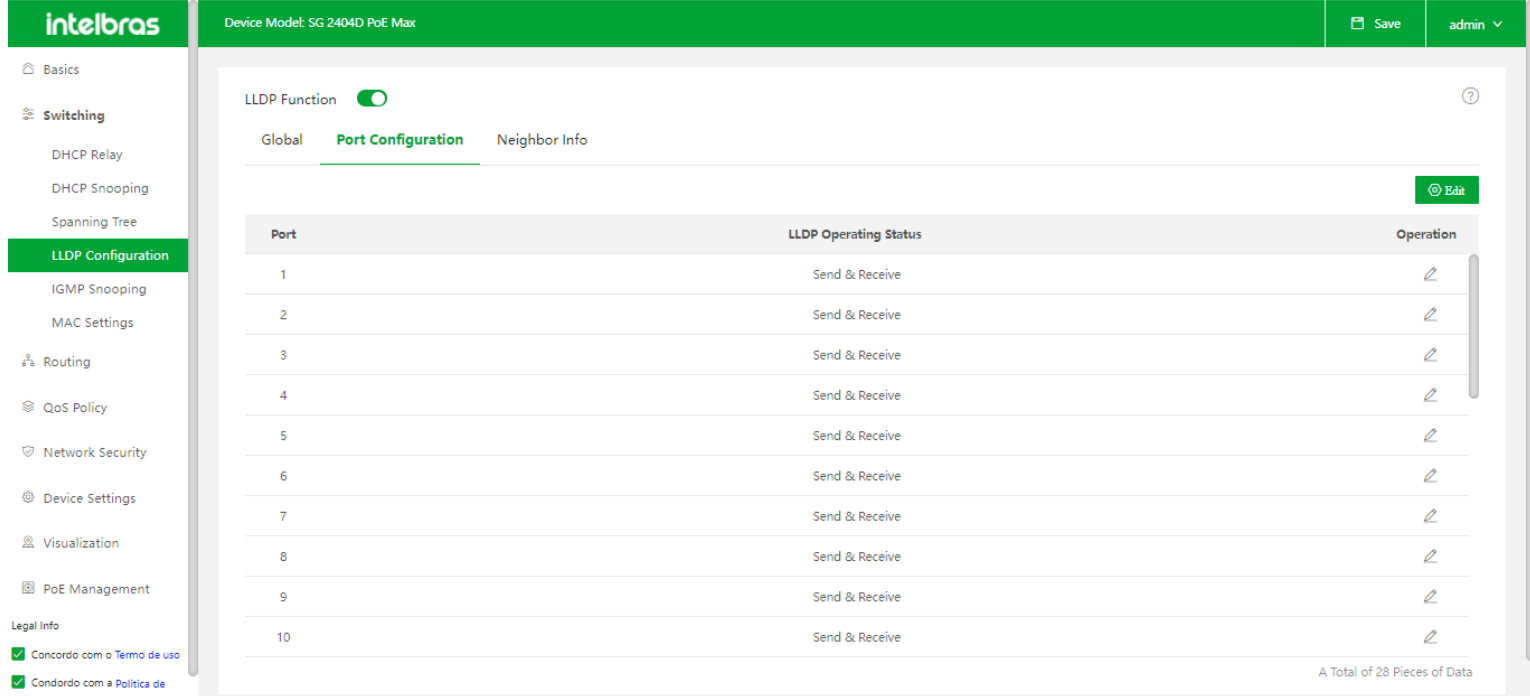 intelbras
Device Model: SG 2404D PoE Max
Save
admin
Basics
Switching
DHCP Relay
DHCP Snooping
Spanning Tree
LLDP Configuration
IGMP Snooping
MAC Settings
Routing
QoS Policy
Network Security
Device Settings
Visualization
PoE Management
Legal Info
Concordo com o Termo de uso
Condordo com a Política de
LLDP Function
?
Global Port Configuration Neighbor Info
Edit
Port LLDP Operating Status Operation
1 Send & Receive
2 Send & Receive
3 Send & Receive
4 Send & Receive
5 Send & Receive
6 Send & Receive
7 Send & Receive
8 Send & Receive
9 Send & Receive
10 Send & Receive
A Total of 28 Pieces of Data